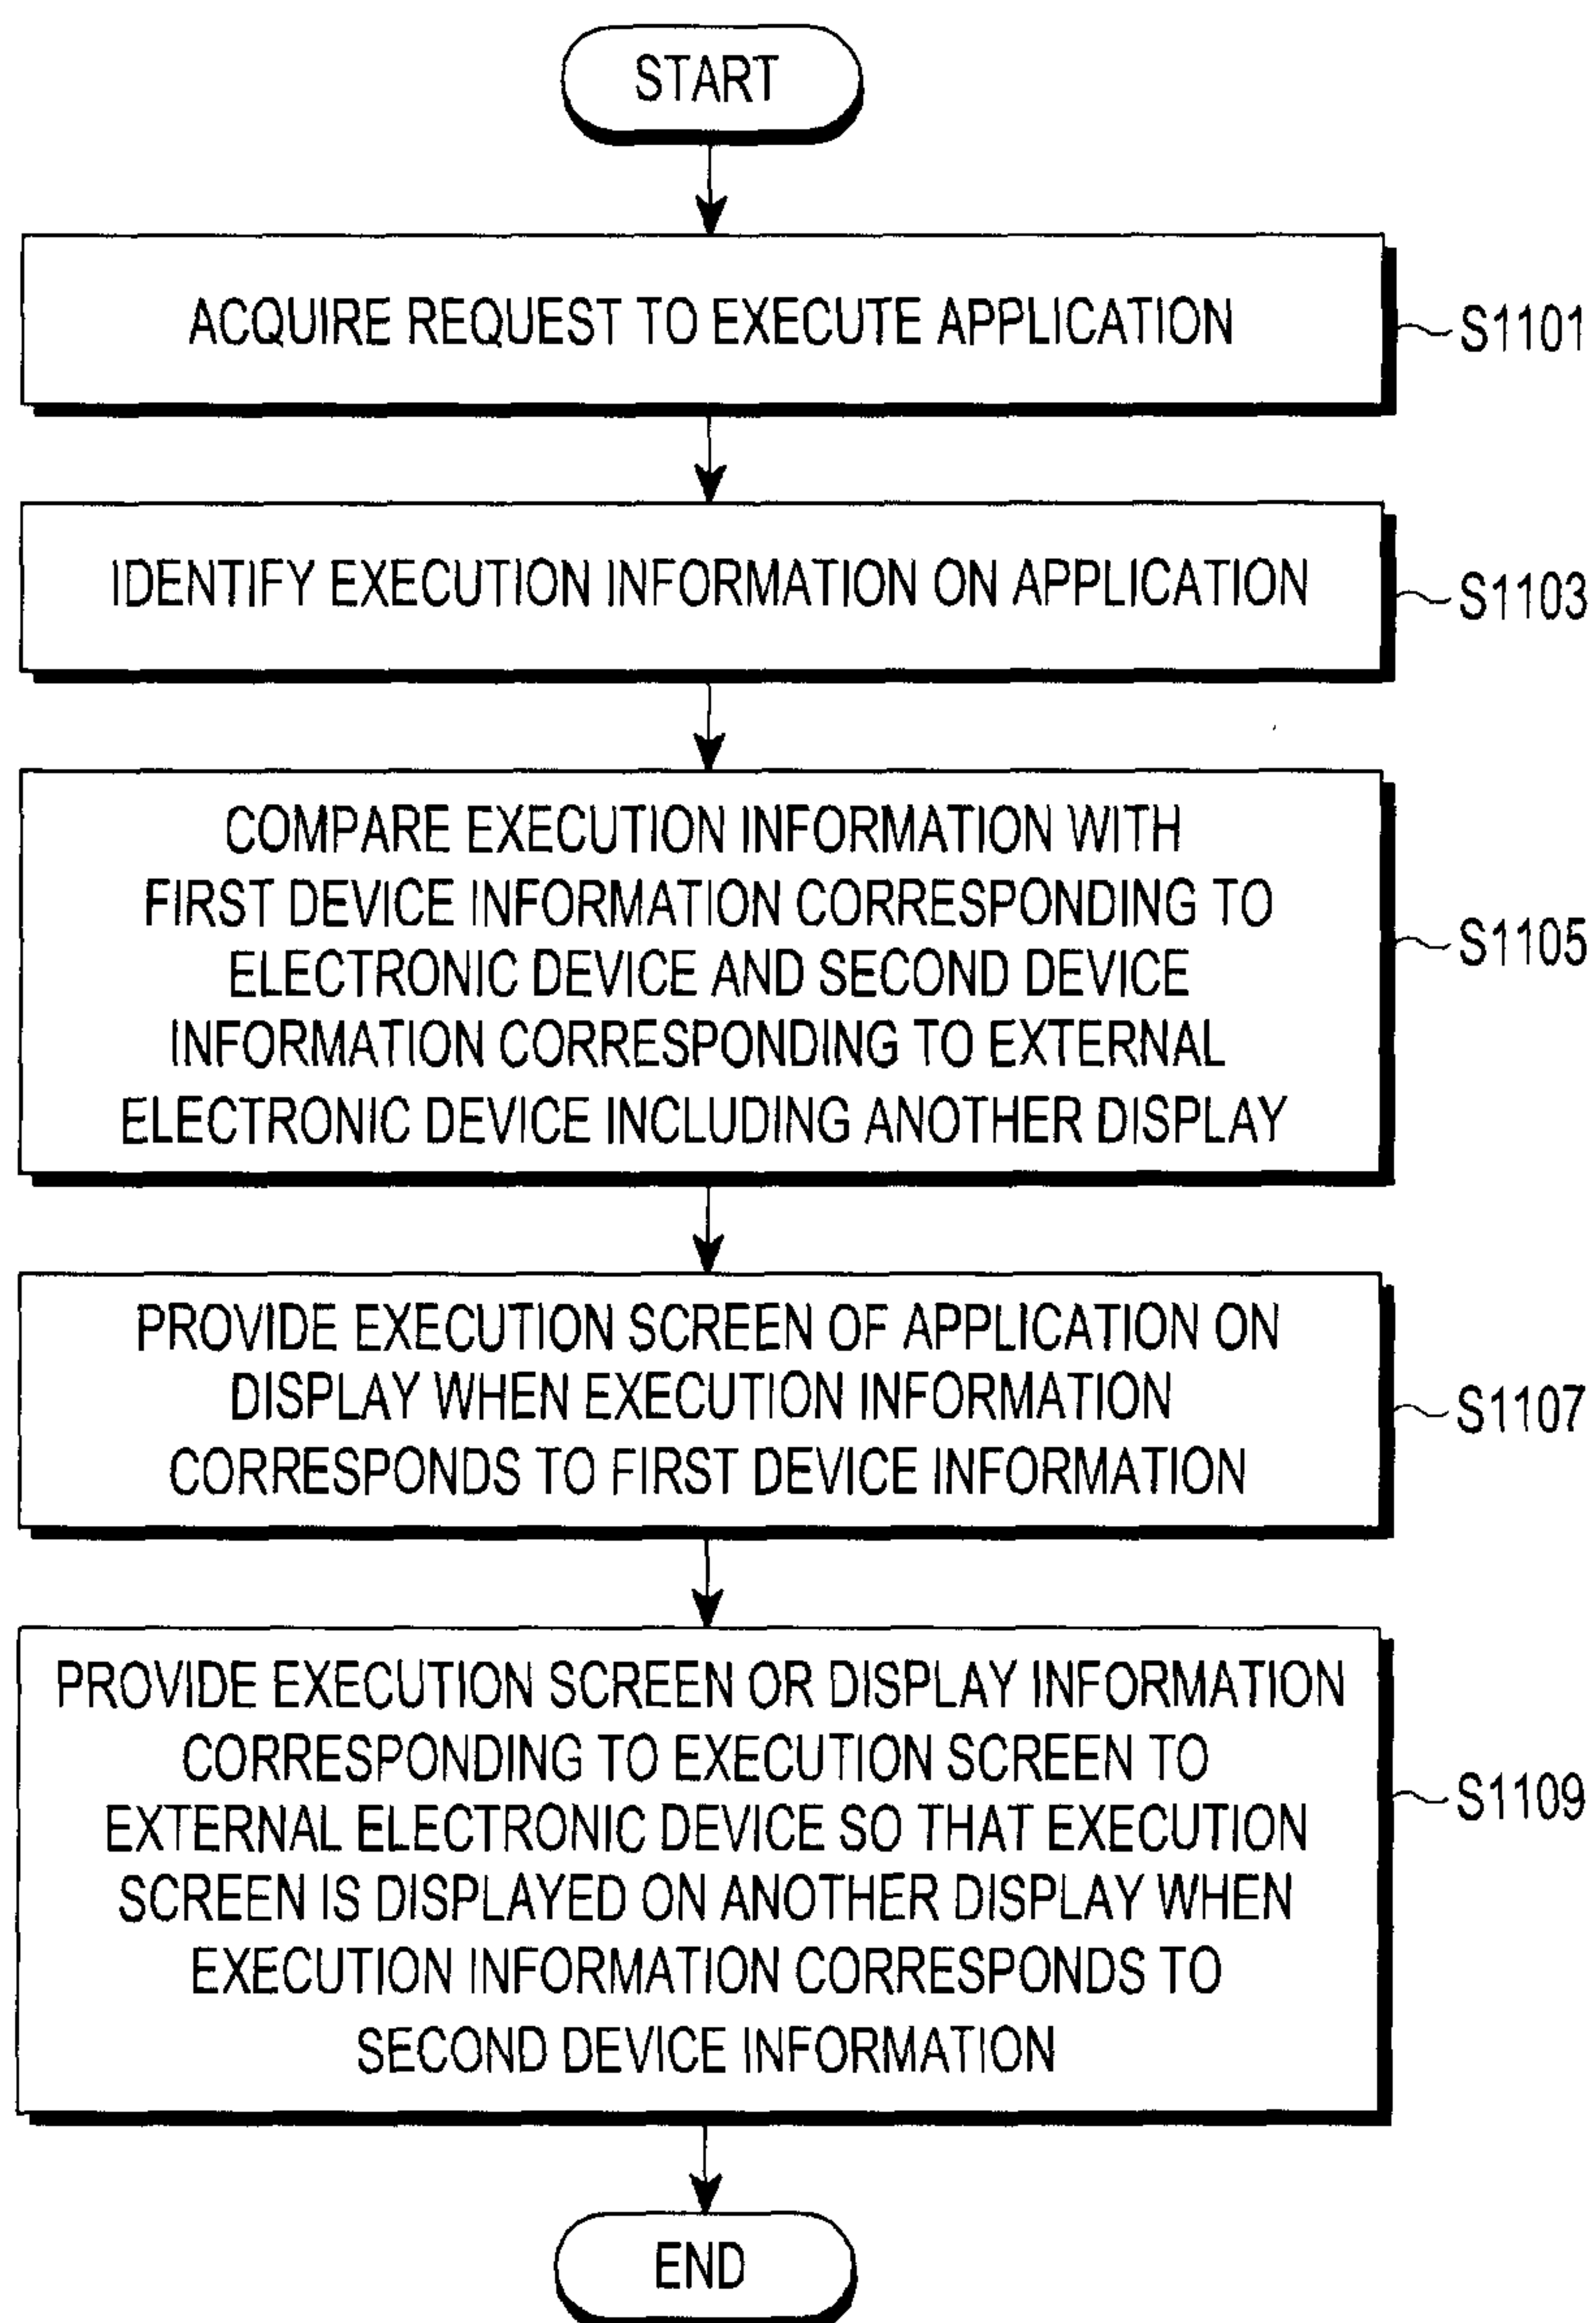 START
ACQUIRE REQUEST TO EXECUTE APPLICATION
S1101
IDENTIFY EXECUTION INFORMATION ON APPLICATION
S1103
COMPARE EXECUTION INFORMATION WITH
FIRST DEVICE INFORMATION CORRESPONDING TO
ELECTRONIC DEVICE AND SECOND DEVICE
INFORMATION CORRESPONDING TO EXTERNAL
ELECTRONIC DEVICE INCLUDING ANOTHER DISPLAY
S1105
PROVIDE EXECUTION SCREEN OF APPLICATION ON
DISPLAY WHEN EXECUTION INFORMATION
CORRESPONDS TO FIRST DEVICE INFORMATION
S1107
PROVIDE EXECUTION SCREEN OR DISPLAY INFORMATION
CORRESPONDING TO EXECUTION SCREEN TO
EXTERNAL ELECTRONIC DEVICE SO THAT EXECUTION
SCREEN IS DISPLAYED ON ANOTHER DISPLAY WHEN
EXECUTION INFORMATION CORRESPONDS TO
SECOND DEVICE INFORMATION
S1109
END